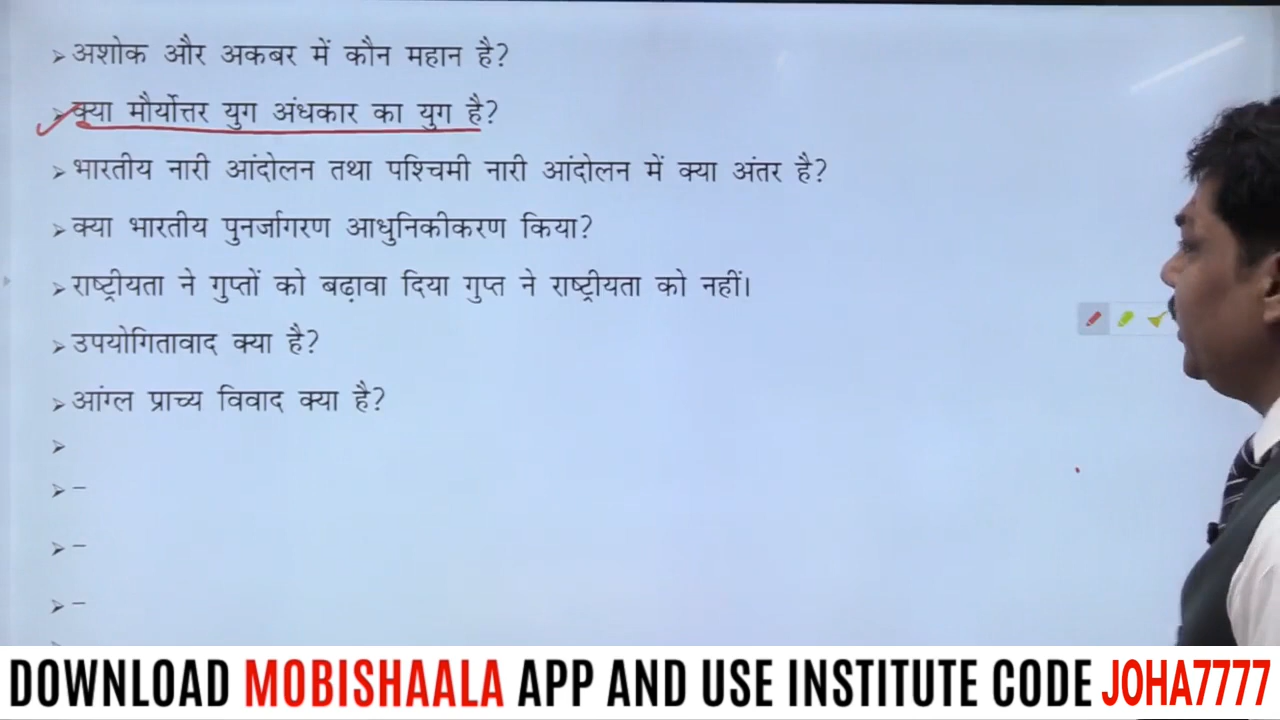 ➢ अशोक और अकबर में कौन महान है?
➢ क्या मौर्योत्तर युग अंधकार का युग है?
➢ भारतीय नारी आंदोलन तथा पश्चिमी नारी आंदोलन में क्या अंतर है?
➢ क्या भारतीय पुनर्जागरण आधुनिकीकरण किया?
➢ राष्ट्रीयता ने गुप्तों को बढ़ावा दिया गुप्त ने राष्ट्रीयता को नहीं।
➢ उपयोगितावाद क्या है?
➢ आंग्ल प्राच्य विवाद क्या है?
➢
➢ –
➢ –
➢ –
DOWNLOAD MOBISHAALA APP AND USE INSTITUTE CODE JOHA7777